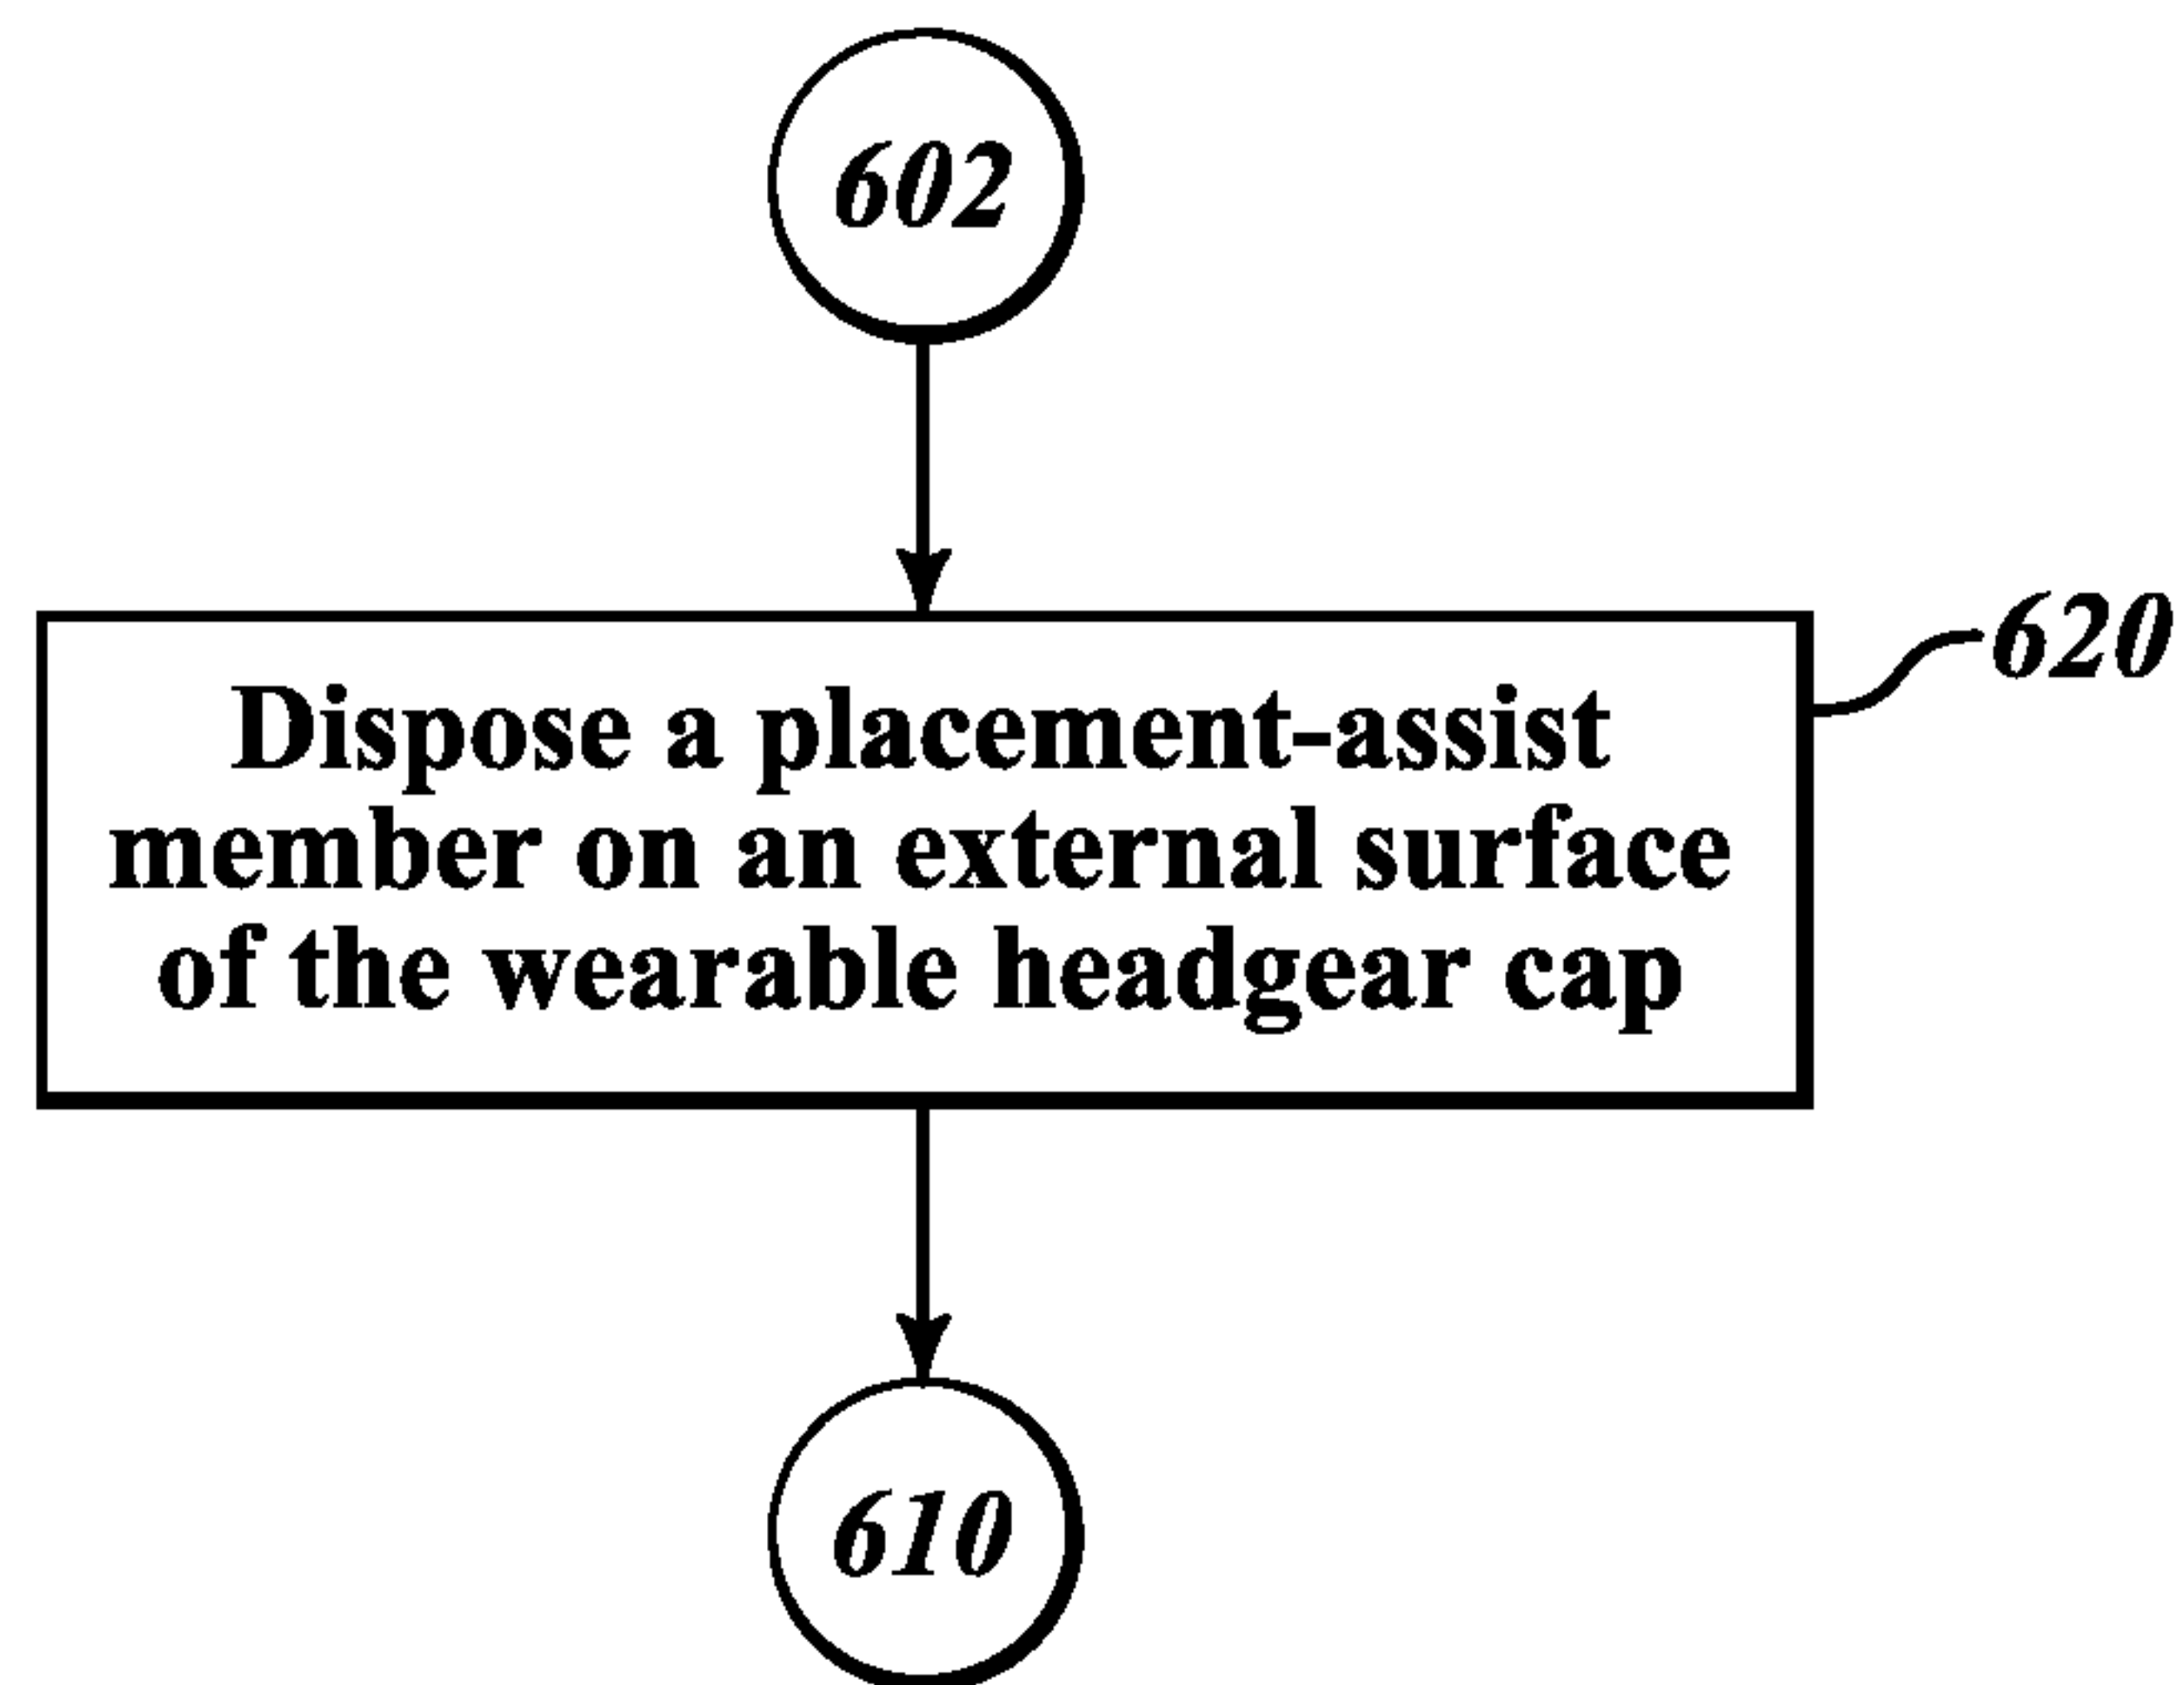 602
620
Dispose a placement-assist
member on an external surface
of the wearable headgear cap
610